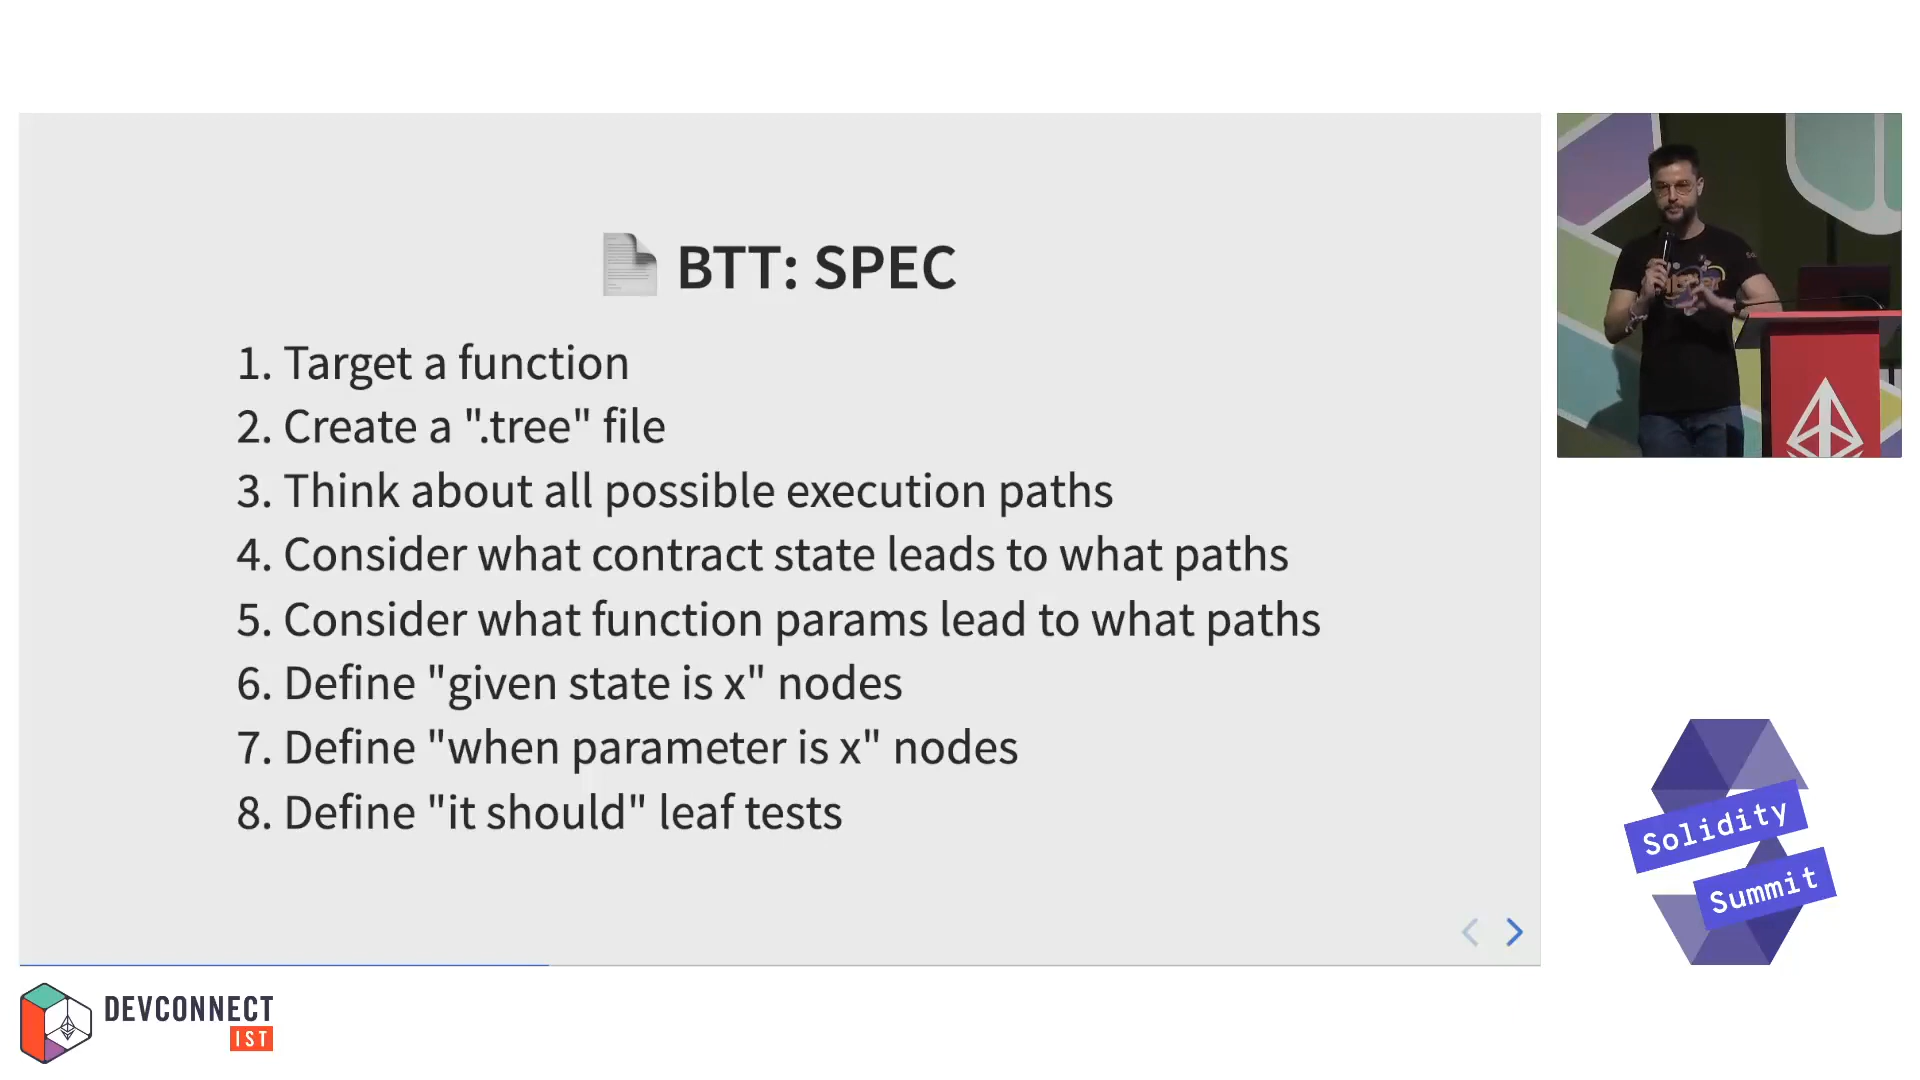 BTT: SPEC
1. Target a function
2. Create a ".tree" file
3. Think about all possible execution paths
4. Consider what contract state leads to what paths
5. Consider what function params lead to what paths
6. Define "given state is x" nodes
7. Define "when parameter is x" nodes
8. Define "it should" leaf tests
Solidity
Summit
DEVCONNECT
IST